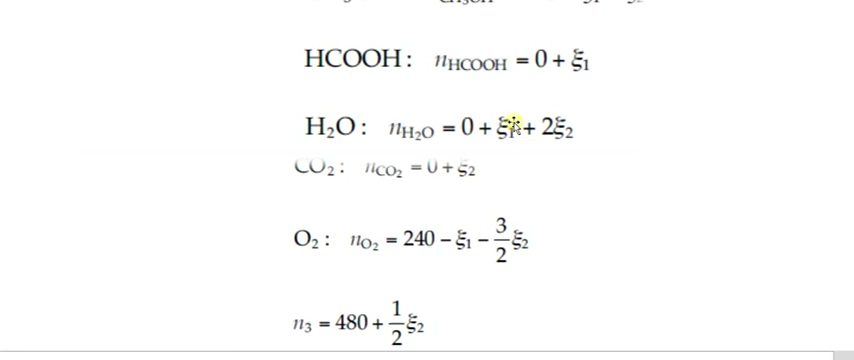 HCOOH : n_HCOOH = 0 + ξ₁
H₂O : n_H₂O = 0 + ξ₁ + 2ξ₂
CO₂ : n_CO₂ = 0 + ξ₂
O₂ : n_O₂ = 240 − ξ₁ − 3/2 ξ₂
n₃ = 480 + 1/2 ξ₂